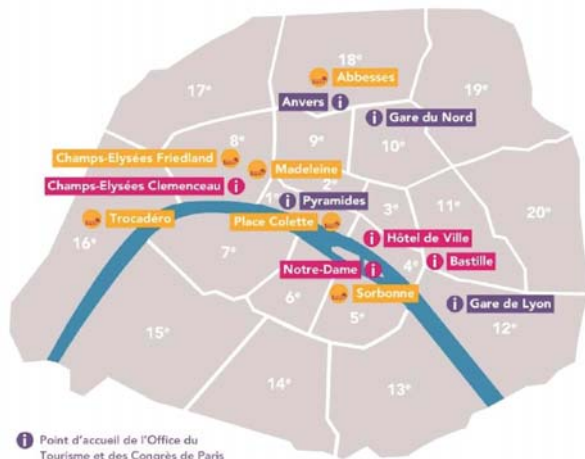 18e
Abbesses
17e
19e
Anvers
Gare du Nord
8e
9e
10e
Champs-Elysées Friedland
Madeleine
2e
Champs-Elysées Clemenceau
1e
Pyramides
3e
11e
20e
Trocadéro
Place Colette
16e
Hôtel de Ville
7e
4e
Bastille
Notre-Dame
6e
Sorbonne
Gare de Lyon
5e
12e
15e
14e
13e
Point d'accueil de l'Office du
Tourisme et des Congrès de Paris